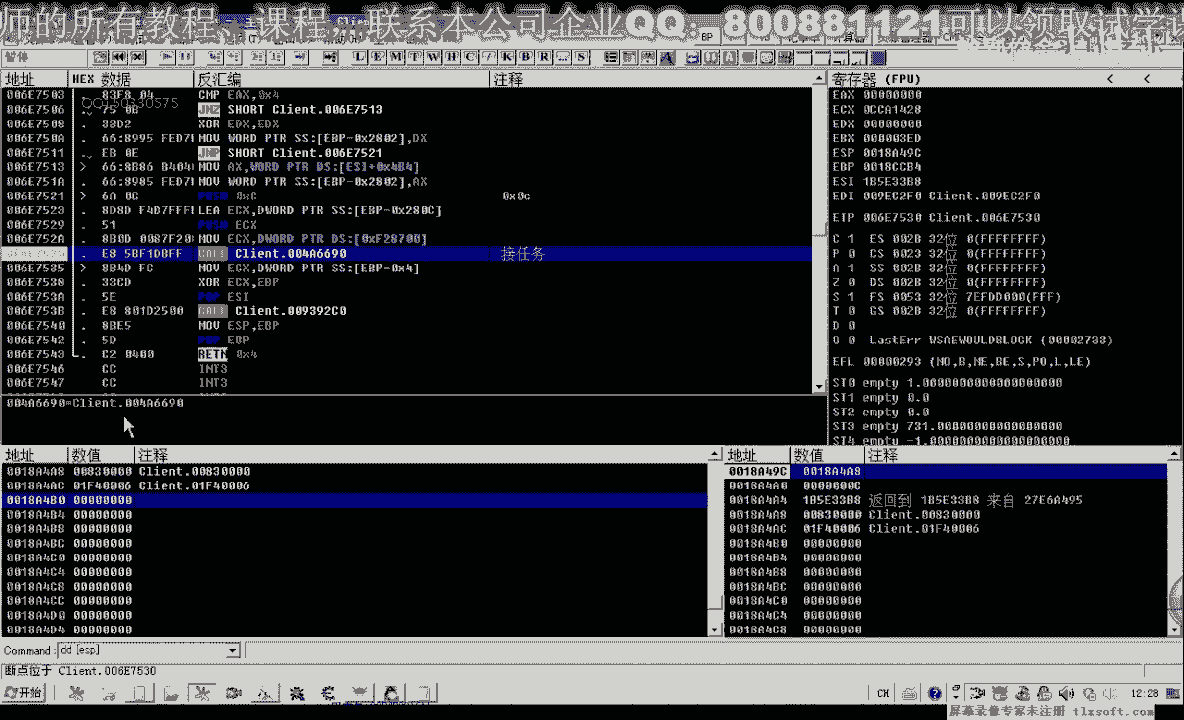 师的所有教程、课程，联系本公司企业QQ：800881121可以领取试学
暂停 L E M T W H C / K B R ... S
地址 HEX 数据 反汇编 注释
006E7503 . 83F8 04 CMP EAX,0x4
006E7506 . 75 0B JNZ SHORT Client.006E7513
006E7508 . 33D2 XOR EDX,EDX
006E750A . 66:8995 FED7 MOV WORD PTR SS:[EBP-0x2802],DX
006E7511 . EB 0E JMP SHORT Client.006E7521
006E7513 > 66:8B86 B404 MOV AX,WORD PTR DS:[ESI+0x4B4]
006E751A . 66:8985 FED7 MOV WORD PTR SS:[EBP-0x2802],AX
006E7521 > 6A 0C PUSH 0xC 0x0c
006E7523 . 8D8D F4D7FFF LEA ECX,DWORD PTR SS:[EBP-0x280C]
006E7529 . 51 PUSH ECX
006E752A . 8B0D 0087F20 MOV ECX,DWORD PTR DS:[0xF28700]
. E8 5BF1DBFF CALL Client.004A6690 接任务
006E7535 > 8B4D FC MOV ECX,DWORD PTR SS:[EBP-0x4]
006E7538 . 33CD XOR ECX,EBP
006E753A . 5E POP ESI
006E753B . E8 801D2500 CALL Client.009392C0
006E7540 . 8BE5 MOV ESP,EBP
006E7542 . 5D POP EBP
006E7543 . C2 0400 RETN 0x4
006E7546 CC INT3
006E7547 CC INT3
004A6690=Client.004A6690
寄存器 (FPU)
EAX 00000000
ECX 0CCA1428
EDX 00000000
EBX 000003ED
ESP 0018A49C
EBP 0018CCB4
ESI 1B5E33B8
EDI 009EC2F0 Client.009EC2F0
EIP 006E7530 Client.006E7530
C 1 ES 002B 32位 0(FFFFFFFF)
P 0 CS 0023 32位 0(FFFFFFFF)
A 1 SS 002B 32位 0(FFFFFFFF)
Z 0 DS 002B 32位 0(FFFFFFFF)
S 1 FS 0053 32位 7EFDD000(FFF)
T 0 GS 002B 32位 0(FFFFFFFF)
D 0
O 0 LastErr WSAEWOULDBLOCK (00002733)
EFL 00000293 (NO,B,NE,BE,S,PO,L,LE)
ST0 empty 1.0000000000000000000
ST1 empty 0.0
ST2 empty 0.0
ST3 empty 731.00000000000000000
ST4 empty -1.0000000000000000000
地址 数值 注释
0018A4A8 00830000 Client.00830000
0018A4AC 01F40006 Client.01F40006
0018A4B0 00000000
0018A4B4 00000000
0018A4B8 00000000
0018A4BC 00000000
0018A4C0 00000000
0018A4C4 00000000
0018A4C8 00000000
0018A4CC 00000000
0018A4D0 00000000
0018A4D4 00000000
地址 数值 注释
0018A49C 0018A4A8
0018A4A0 0000000C
0018A4A4 1B5E33B8 返回到 1B5E33B8 来自 27E6A495
0018A4A8 00830000 Client.00830000
0018A4AC 01F40006 Client.01F40006
0018A4B0 00000000
0018A4B4 00000000
0018A4B8 00000000
0018A4BC 00000000
0018A4C0 00000000
0018A4C4 00000000
0018A4C8 00000000
Command: dd [esp]
断点位于 Client.006E7530
开始 CH 12:28
屏幕录像专家未注册 tlxsoft.com